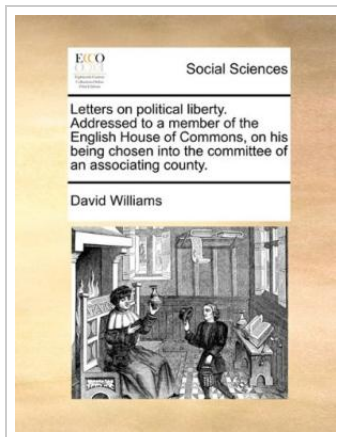 ECCO
Social Sciences
Letters on political liberty.
Addressed to a member of the
English House of Commons, on his
being chosen into the committee of
an associating county.
David Williams